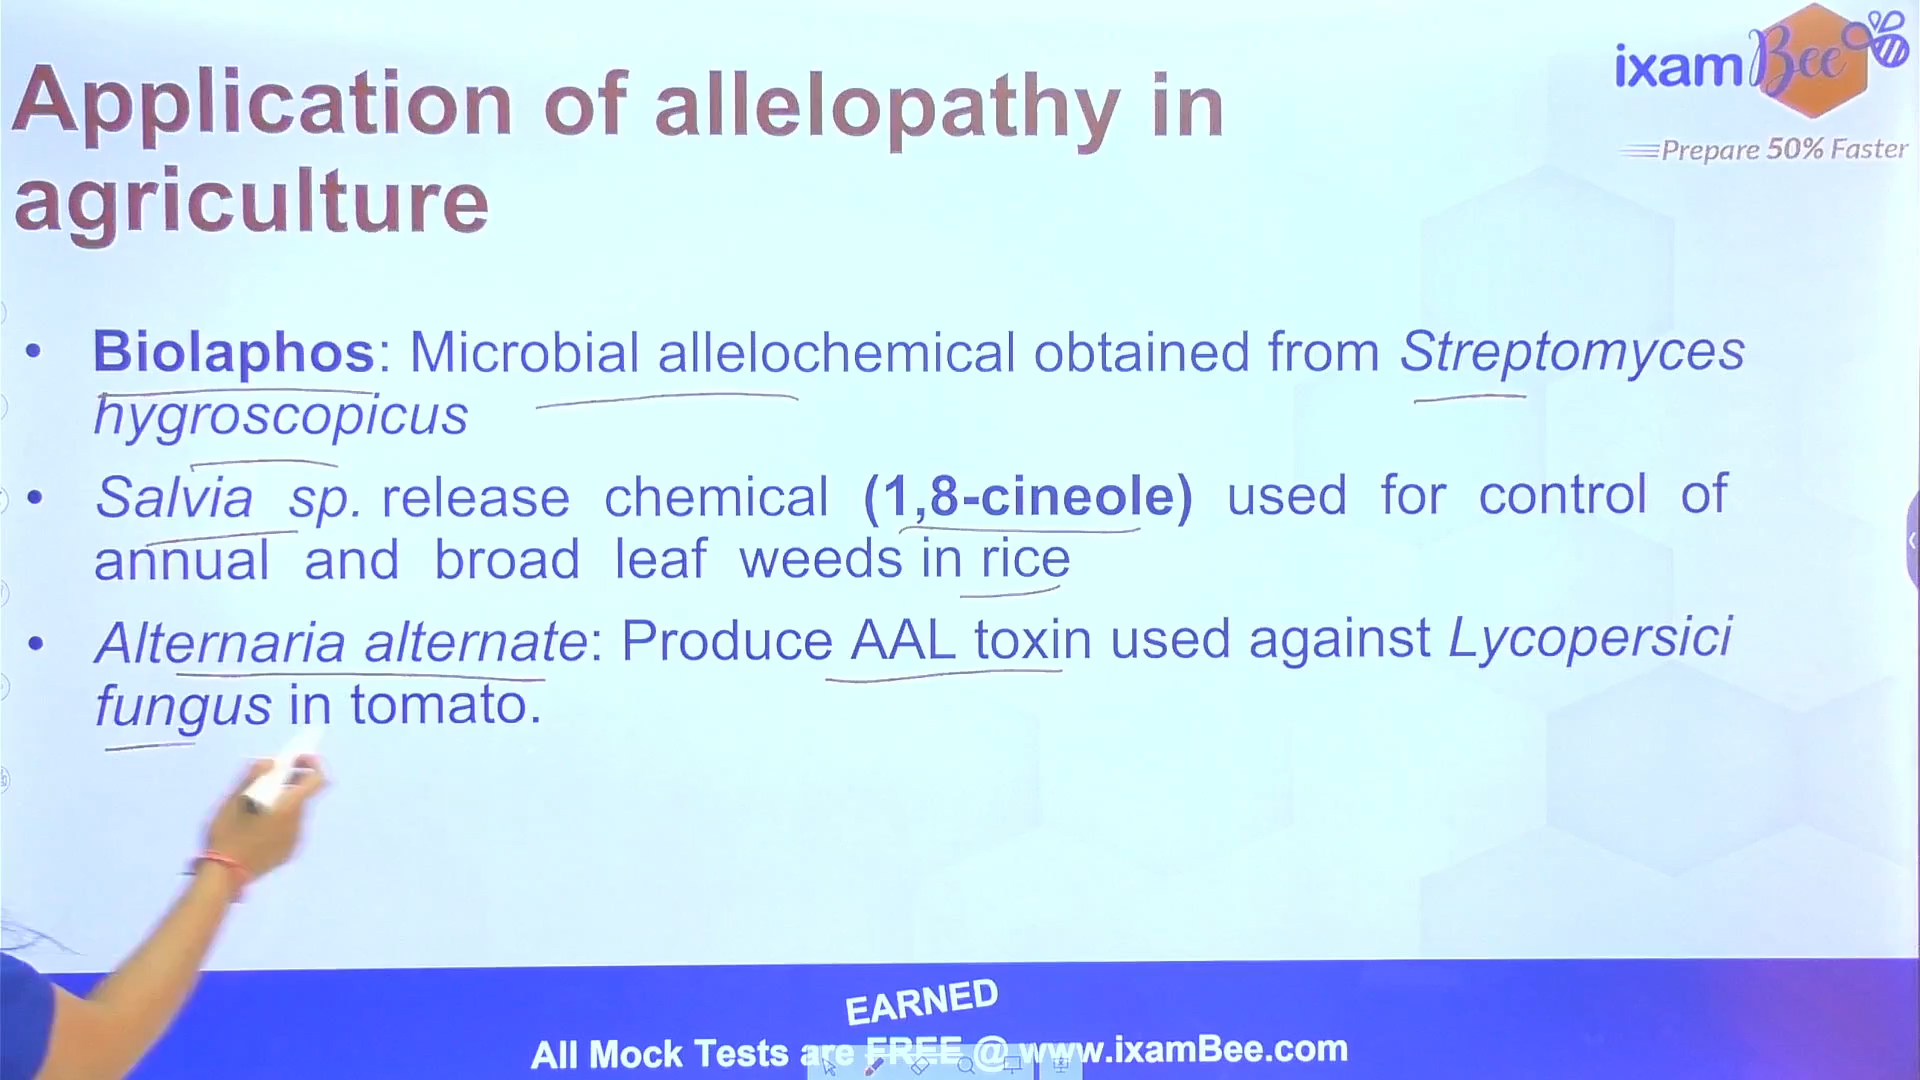 Application of allelopathy in
agriculture
ixamBee
Prepare 50% Faster
• Biolaphos: Microbial allelochemical obtained from Streptomyces
hygroscopicus
• Salvia sp. release chemical (1,8-cineole) used for control of
annual and broad leaf weeds in rice
• Alternaria alternate: Produce AAL toxin used against Lycopersici
fungus in tomato.
EARNED
All Mock Tests are FREE @ www.ixamBee.com